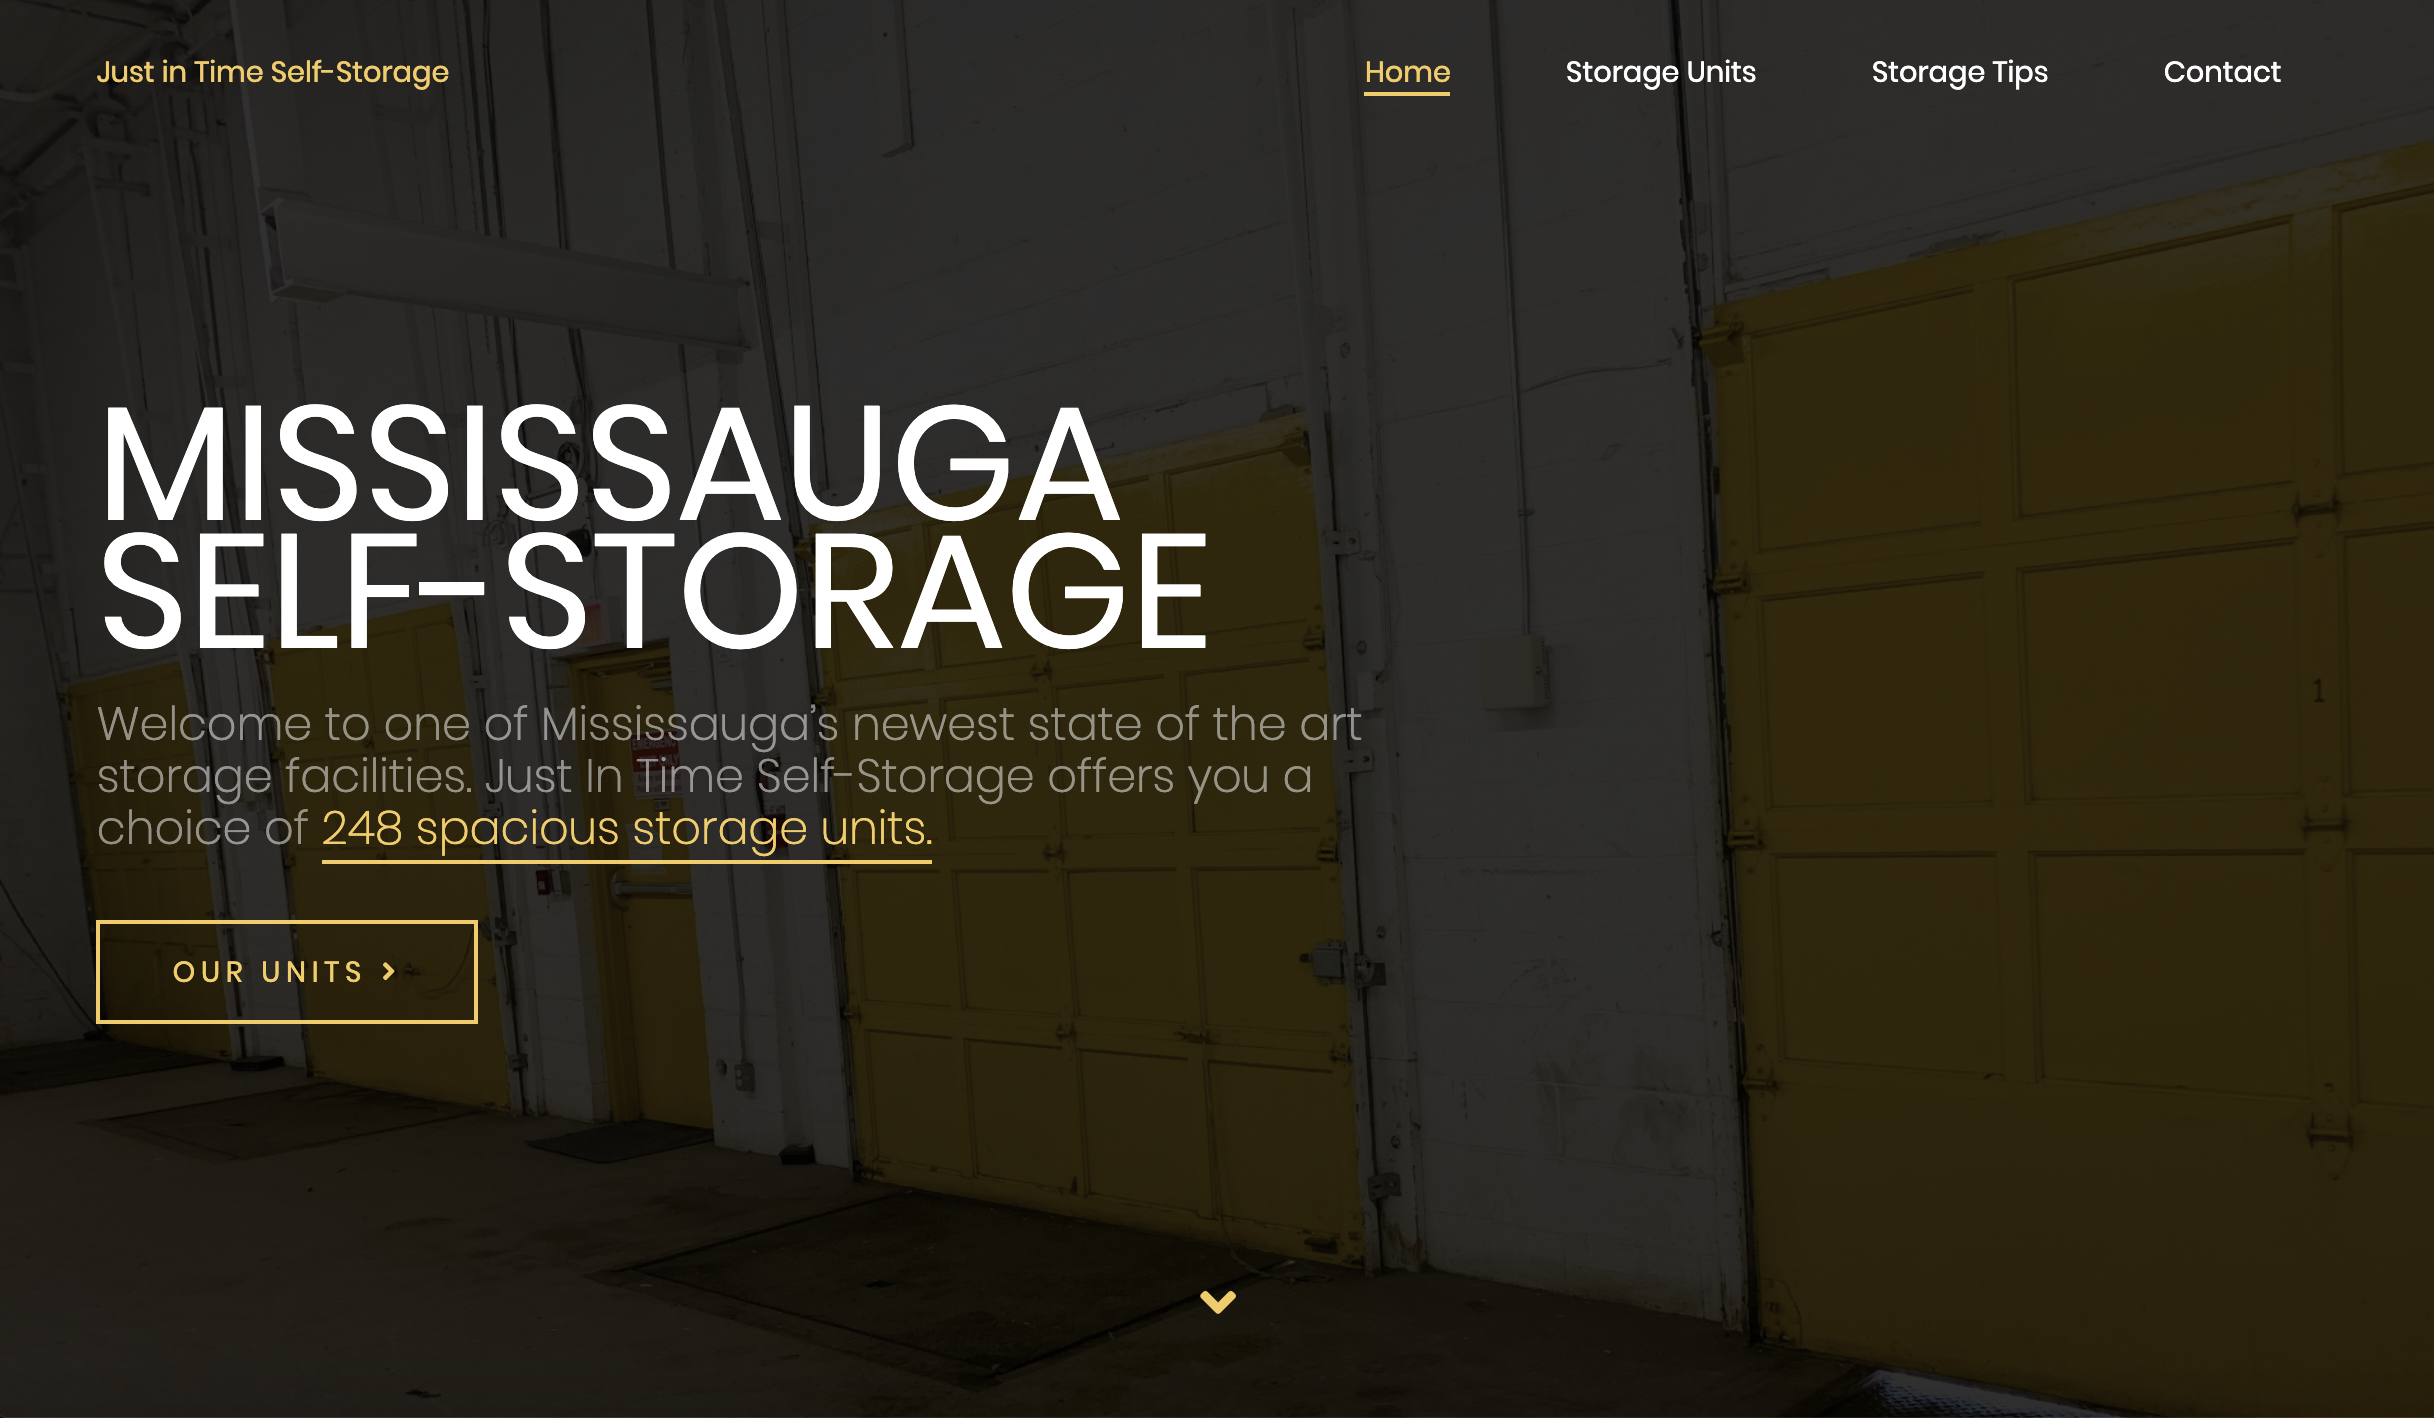 Just in Time Self-Storage
Home Storage Units Storage Tips Contact
MISSISSAUGA
SELF-STORAGE
Welcome to one of Mississauga's newest state of the art
storage facilities. Just In Time Self-Storage offers you a
choice of 248 spacious storage units.
OUR UNITS
1